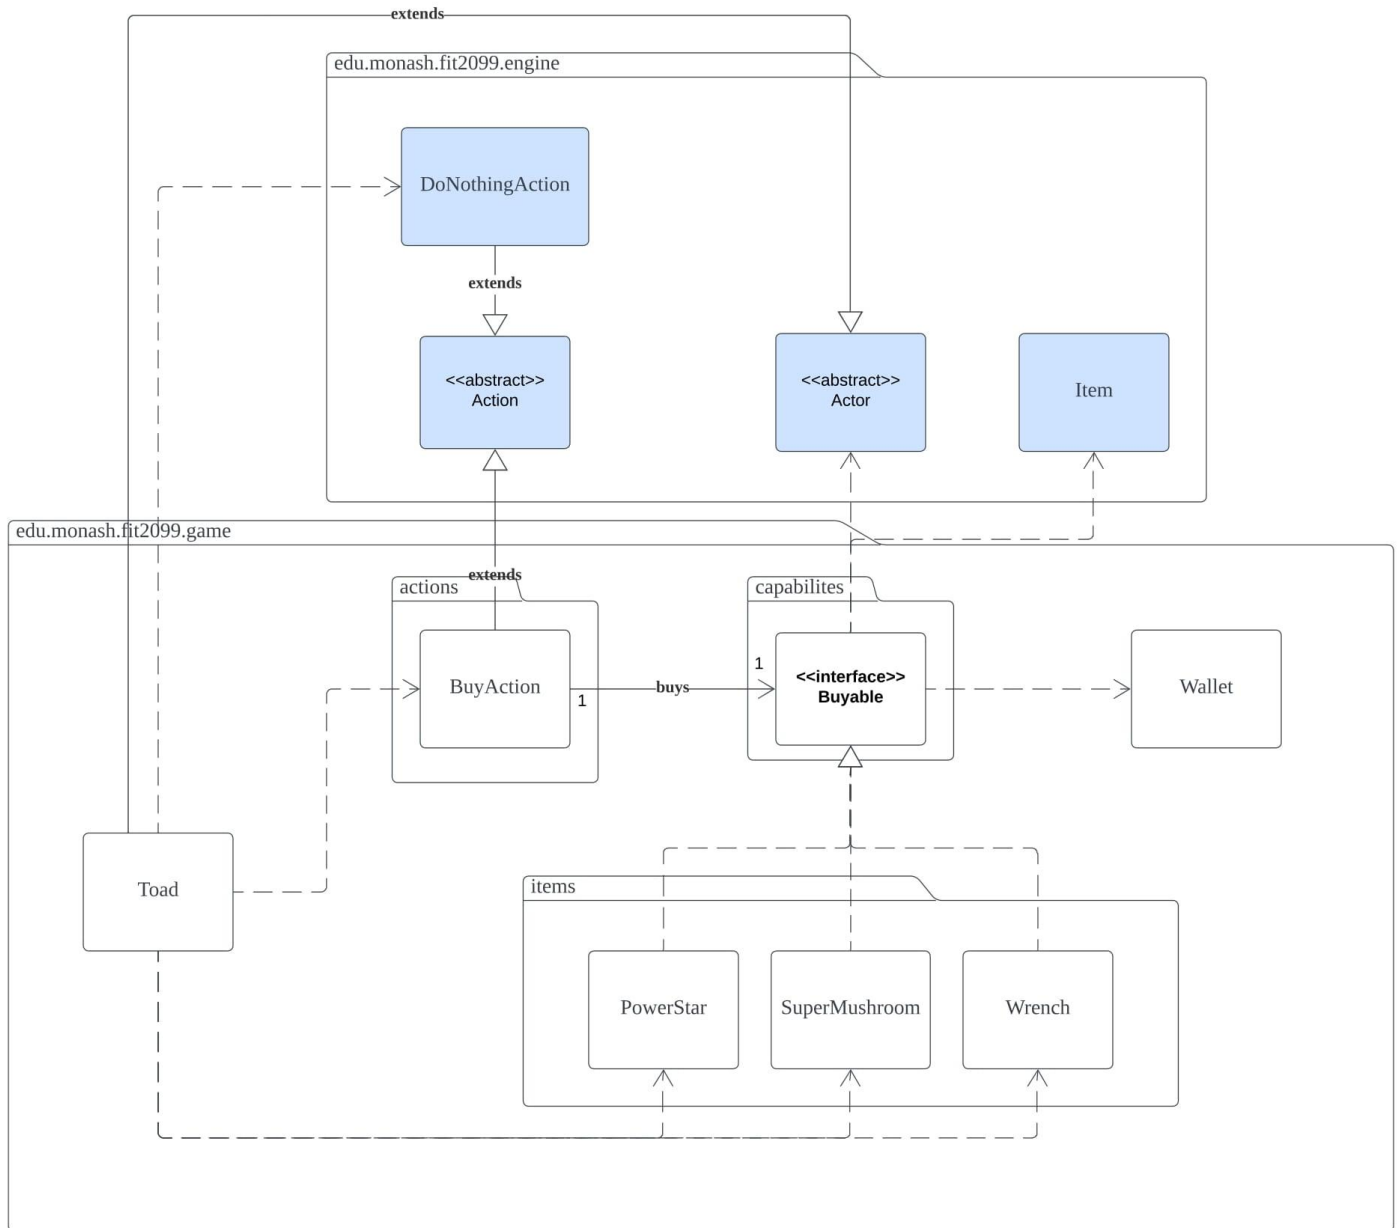 extends
edu.monash.fit2099.engine
DoNothingAction
extends
<<abstract>>
Action
<<abstract>>
Actor
Item
edu.monash.fit2099.game
extends
actions
capabilites
BuyAction
1
buys
1
<<interface>>
Buyable
Wallet
Toad
items
PowerStar
SuperMushroom
Wrench